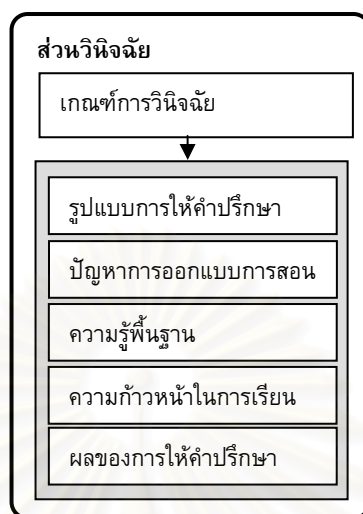 ส่วนวินิจฉัย
เกณฑ์การวินิจฉัย
รูปแบบการให้คำปรึกษา
ปัญหาการออกแบบการสอน
ความรู้พื้นฐาน
ความก้าวหน้าในการเรียน
ผลของการให้คำปรึกษา